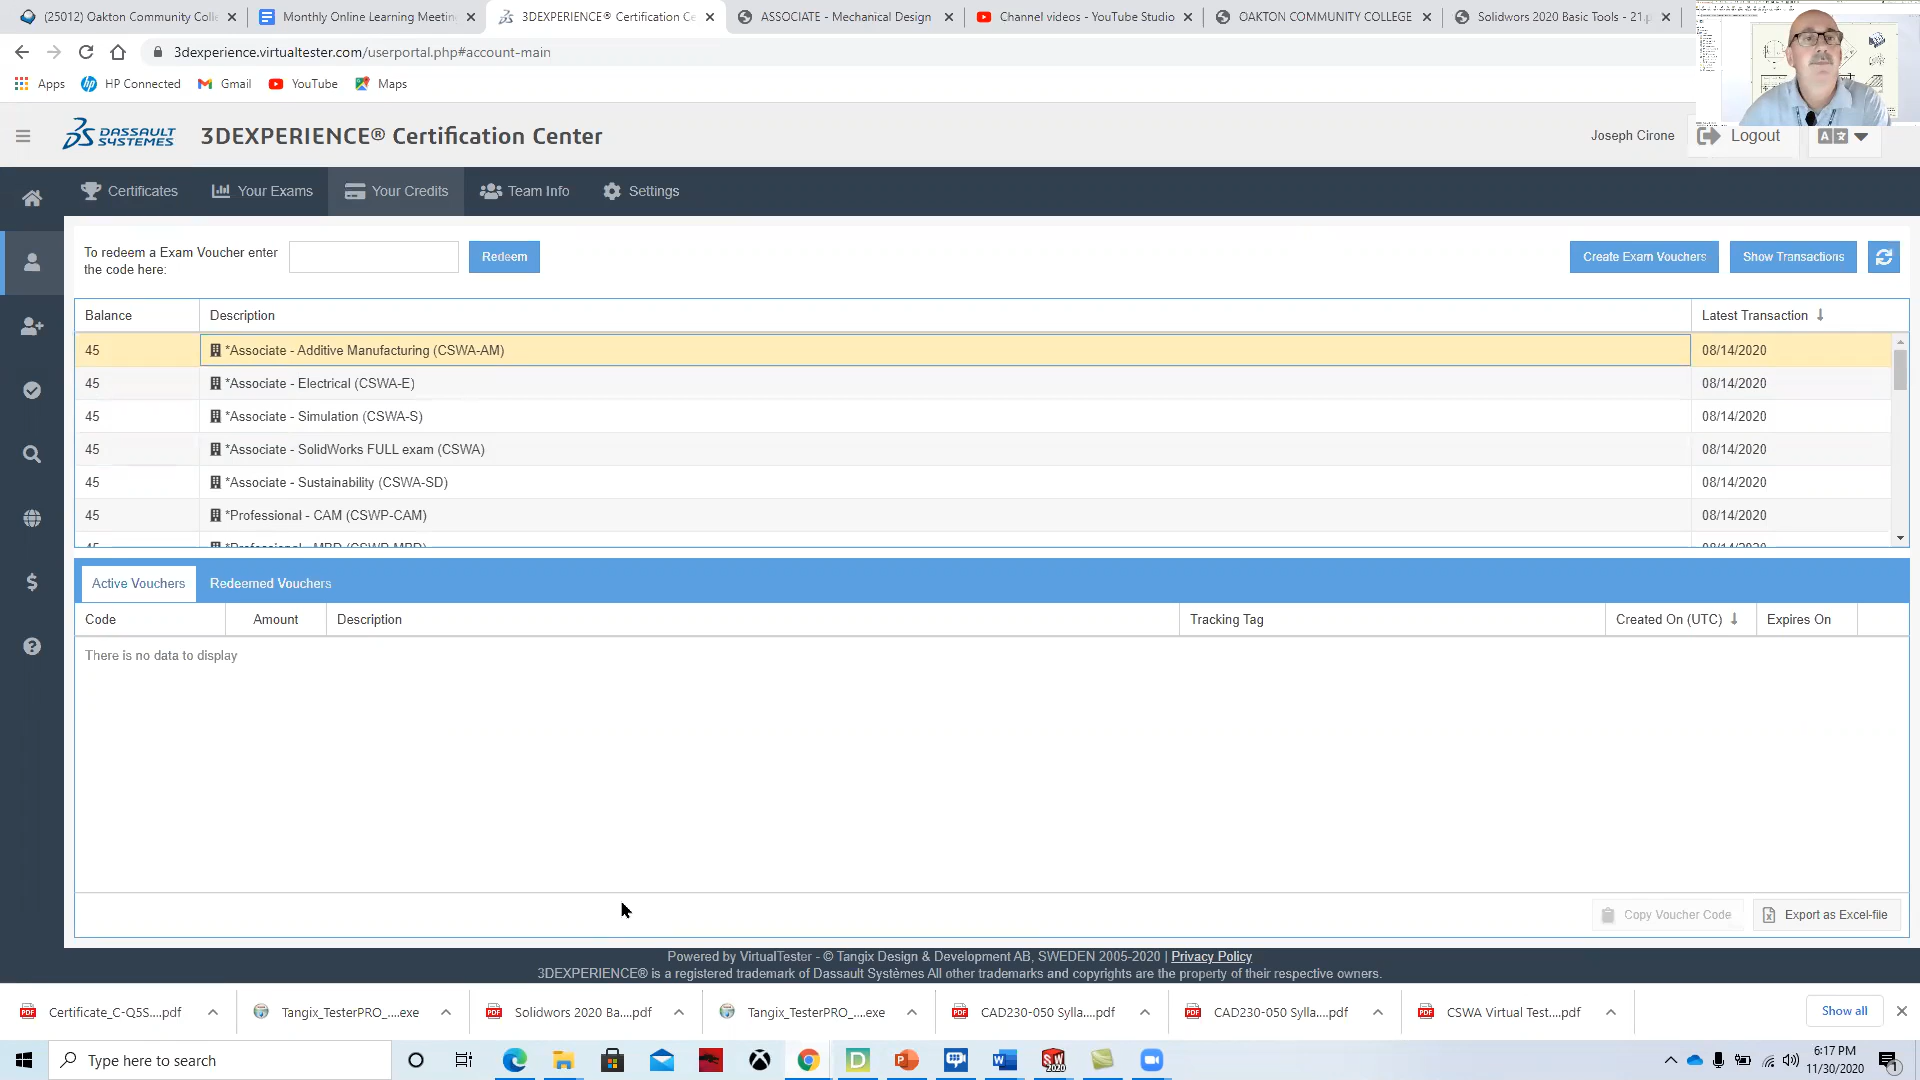 (25012) Oakton Community Colle
Monthly Online Learning Meetin
3DEXPERIENCE® Certification Ce
ASSOCIATE - Mechanical Design
Channel videos - YouTube Studio
OAKTON COMMUNITY COLLEGE
Solidwors 2020 Basic Tools - 21.p
3dexperience.virtualtester.com/userportal.php#account-main
Apps HP Connected Gmail YouTube Maps
DASSAULT SYSTEMES
3DEXPERIENCE® Certification Center
Joseph Cirone Logout
Certificates Your Exams Your Credits Team Info Settings
To redeem a Exam Voucher enter
the code here:
Redeem Create Exam Vouchers Show Transactions
Balance Description Latest Transaction
45 *Associate - Additive Manufacturing (CSWA-AM) 08/14/2020
45 *Associate - Electrical (CSWA-E) 08/14/2020
45 *Associate - Simulation (CSWA-S) 08/14/2020
45 *Associate - SolidWorks FULL exam (CSWA) 08/14/2020
45 *Associate - Sustainability (CSWA-SD) 08/14/2020
45 *Professional - CAM (CSWP-CAM) 08/14/2020
45 *Professional - MBD (CSWP-MBD) 08/14/2020
Active Vouchers Redeemed Vouchers
Code Amount Description Tracking Tag Created On (UTC) Expires On
There is no data to display
Copy Voucher Code Export as Excel-file
Powered by VirtualTester - © Tangix Design & Development AB, SWEDEN 2005-2020 | Privacy Policy
3DEXPERIENCE® is a registered trademark of Dassault Systèmes All other trademarks and copyrights are the property of their respective owners.
Certificate_C-Q5S....pdf
Tangix_TesterPRO_....exe
Solidwors 2020 Ba....pdf
Tangix_TesterPRO_....exe
CAD230-050 Sylla....pdf
CAD230-050 Sylla....pdf
CSWA Virtual Test....pdf
Show all
Type here to search
6:17 PM
11/30/2020